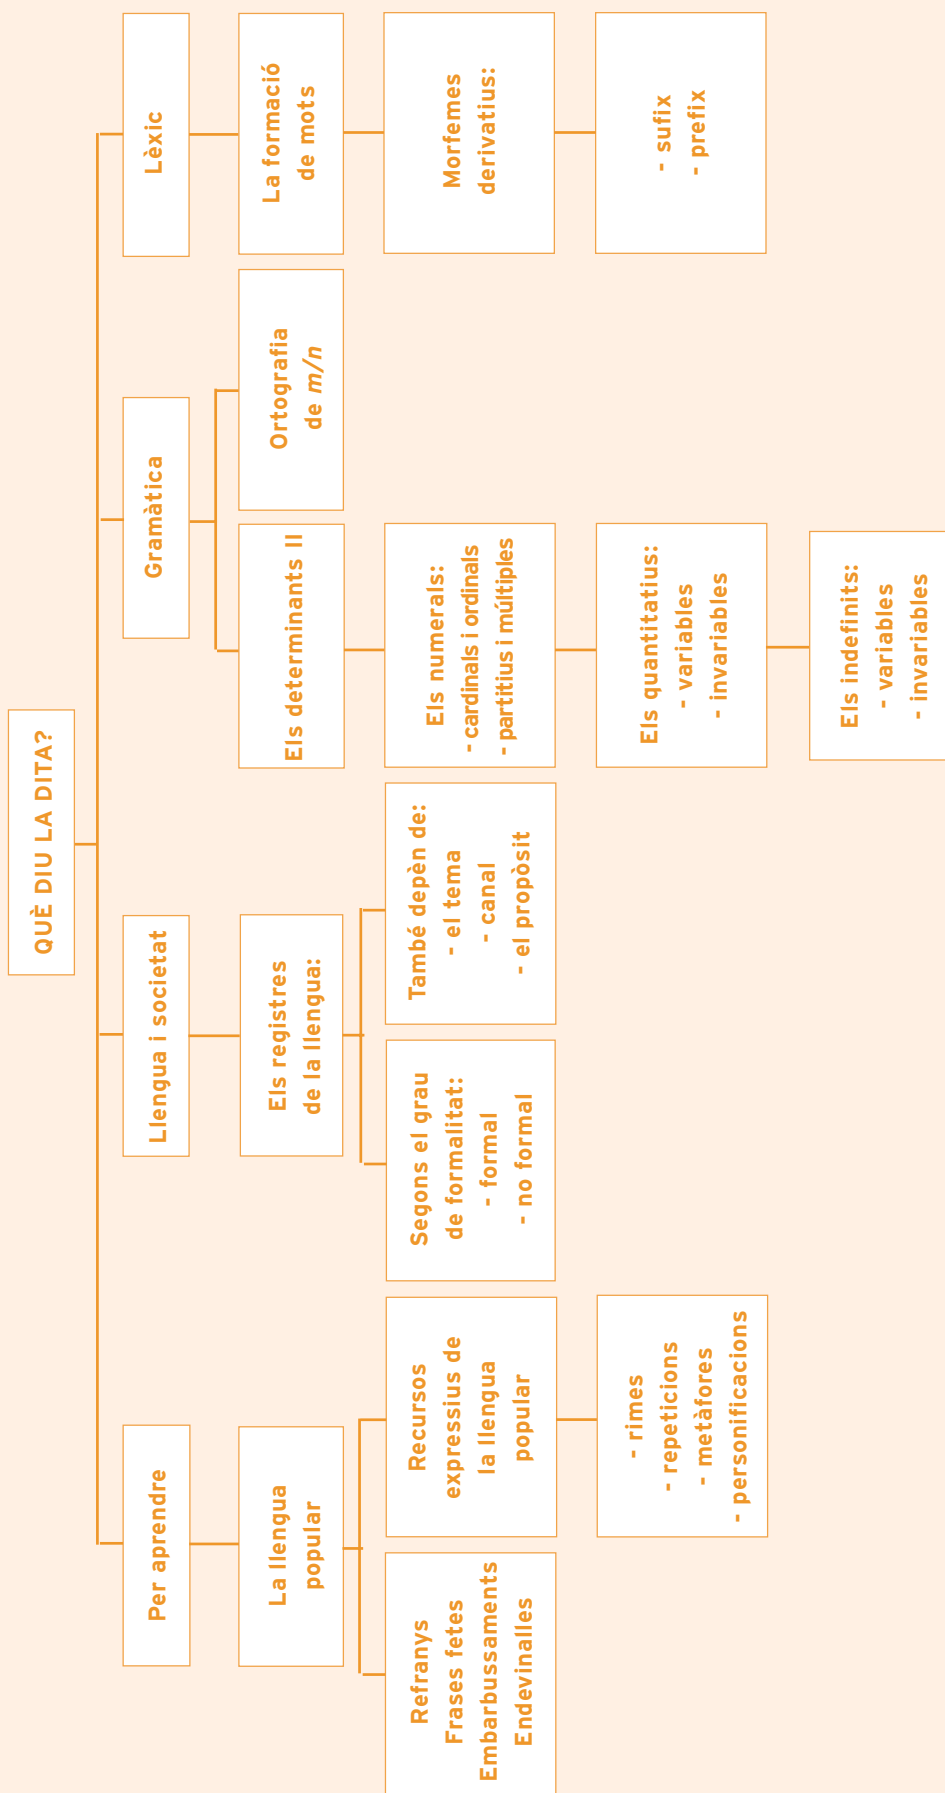 QUÈ DIU LA DITA?
Per aprendre
Llengua i societat
Gramàtica
Lèxic
La llengua
popular
Els registres
de la llengua:
Els determinants II
Ortografia
de m/n
La formació
de mots
Refranys
Frases fetes
Embarbussaments
Endevinalles
Recursos
expressius de
la llengua
popular
Segons el grau
de formalitat:
- formal
- no formal
També depèn de:
- el tema
- canal
- el propòsit
Els numerals:
- cardinals i ordinals
- partitius i múltiples
Morfemes
derivatius:
- rimes
- repeticions
- metàfores
- personificacions
Els quantitatius:
- variables
- invariables
- sufix
- prefix
Els indefinits:
- variables
- invariables